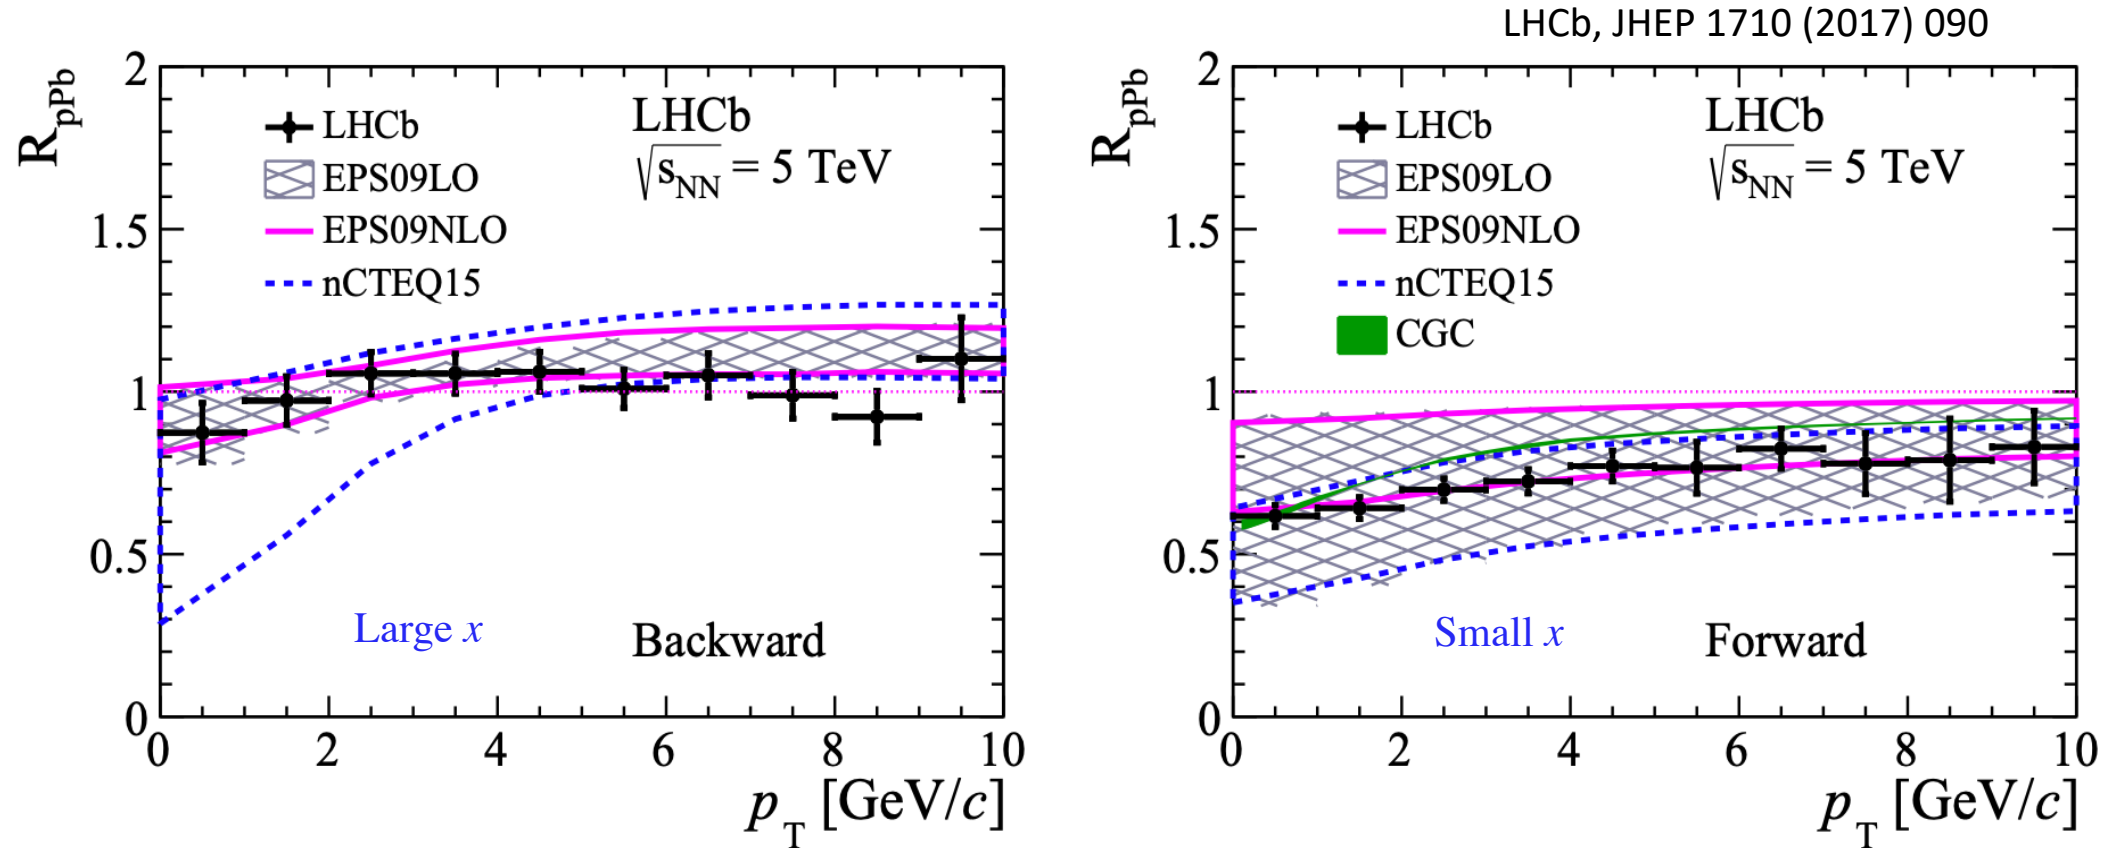 LHCb, JHEP 1710 (2017) 090
R_pPb
2
1.5
1
0.5
0
LHCb
EPS09LO
EPS09NLO
nCTEQ15
LHCb
√s_NN = 5 TeV
Large x
Backward
0 2 4 6 8 10
p_T [GeV/c]
R_pPb
2
1.5
1
0.5
0
LHCb
EPS09LO
EPS09NLO
nCTEQ15
CGC
LHCb
√s_NN = 5 TeV
Small x
Forward
0 2 4 6 8 10
p_T [GeV/c]